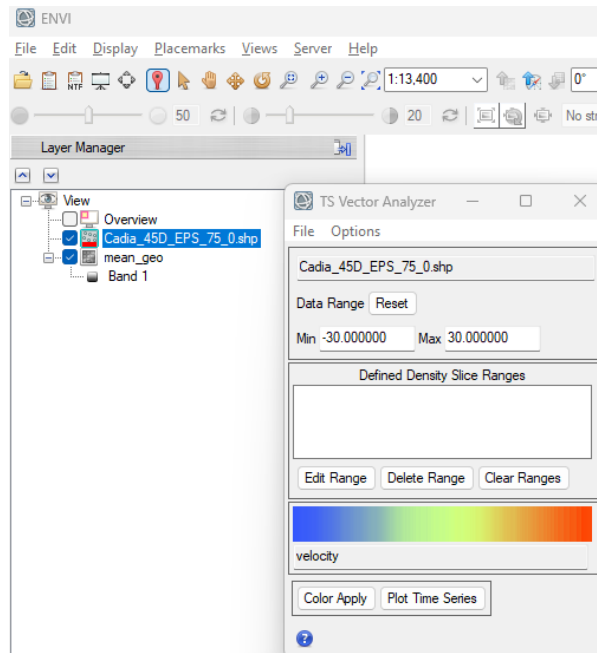 ENVI
File Edit Display Placemarks Views Server Help
NTF 1:13,400 0°
50 20
Layer Manager
View
Overview
Cadia_45D_EPS_75_0.shp
mean_geo
Band 1
TS Vector Analyzer
File Options
Cadia_45D_EPS_75_0.shp
Data Range Reset
Min -30.000000 Max 30.000000
Defined Density Slice Ranges
Edit Range Delete Range Clear Ranges
velocity
Color Apply Plot Time Series
?